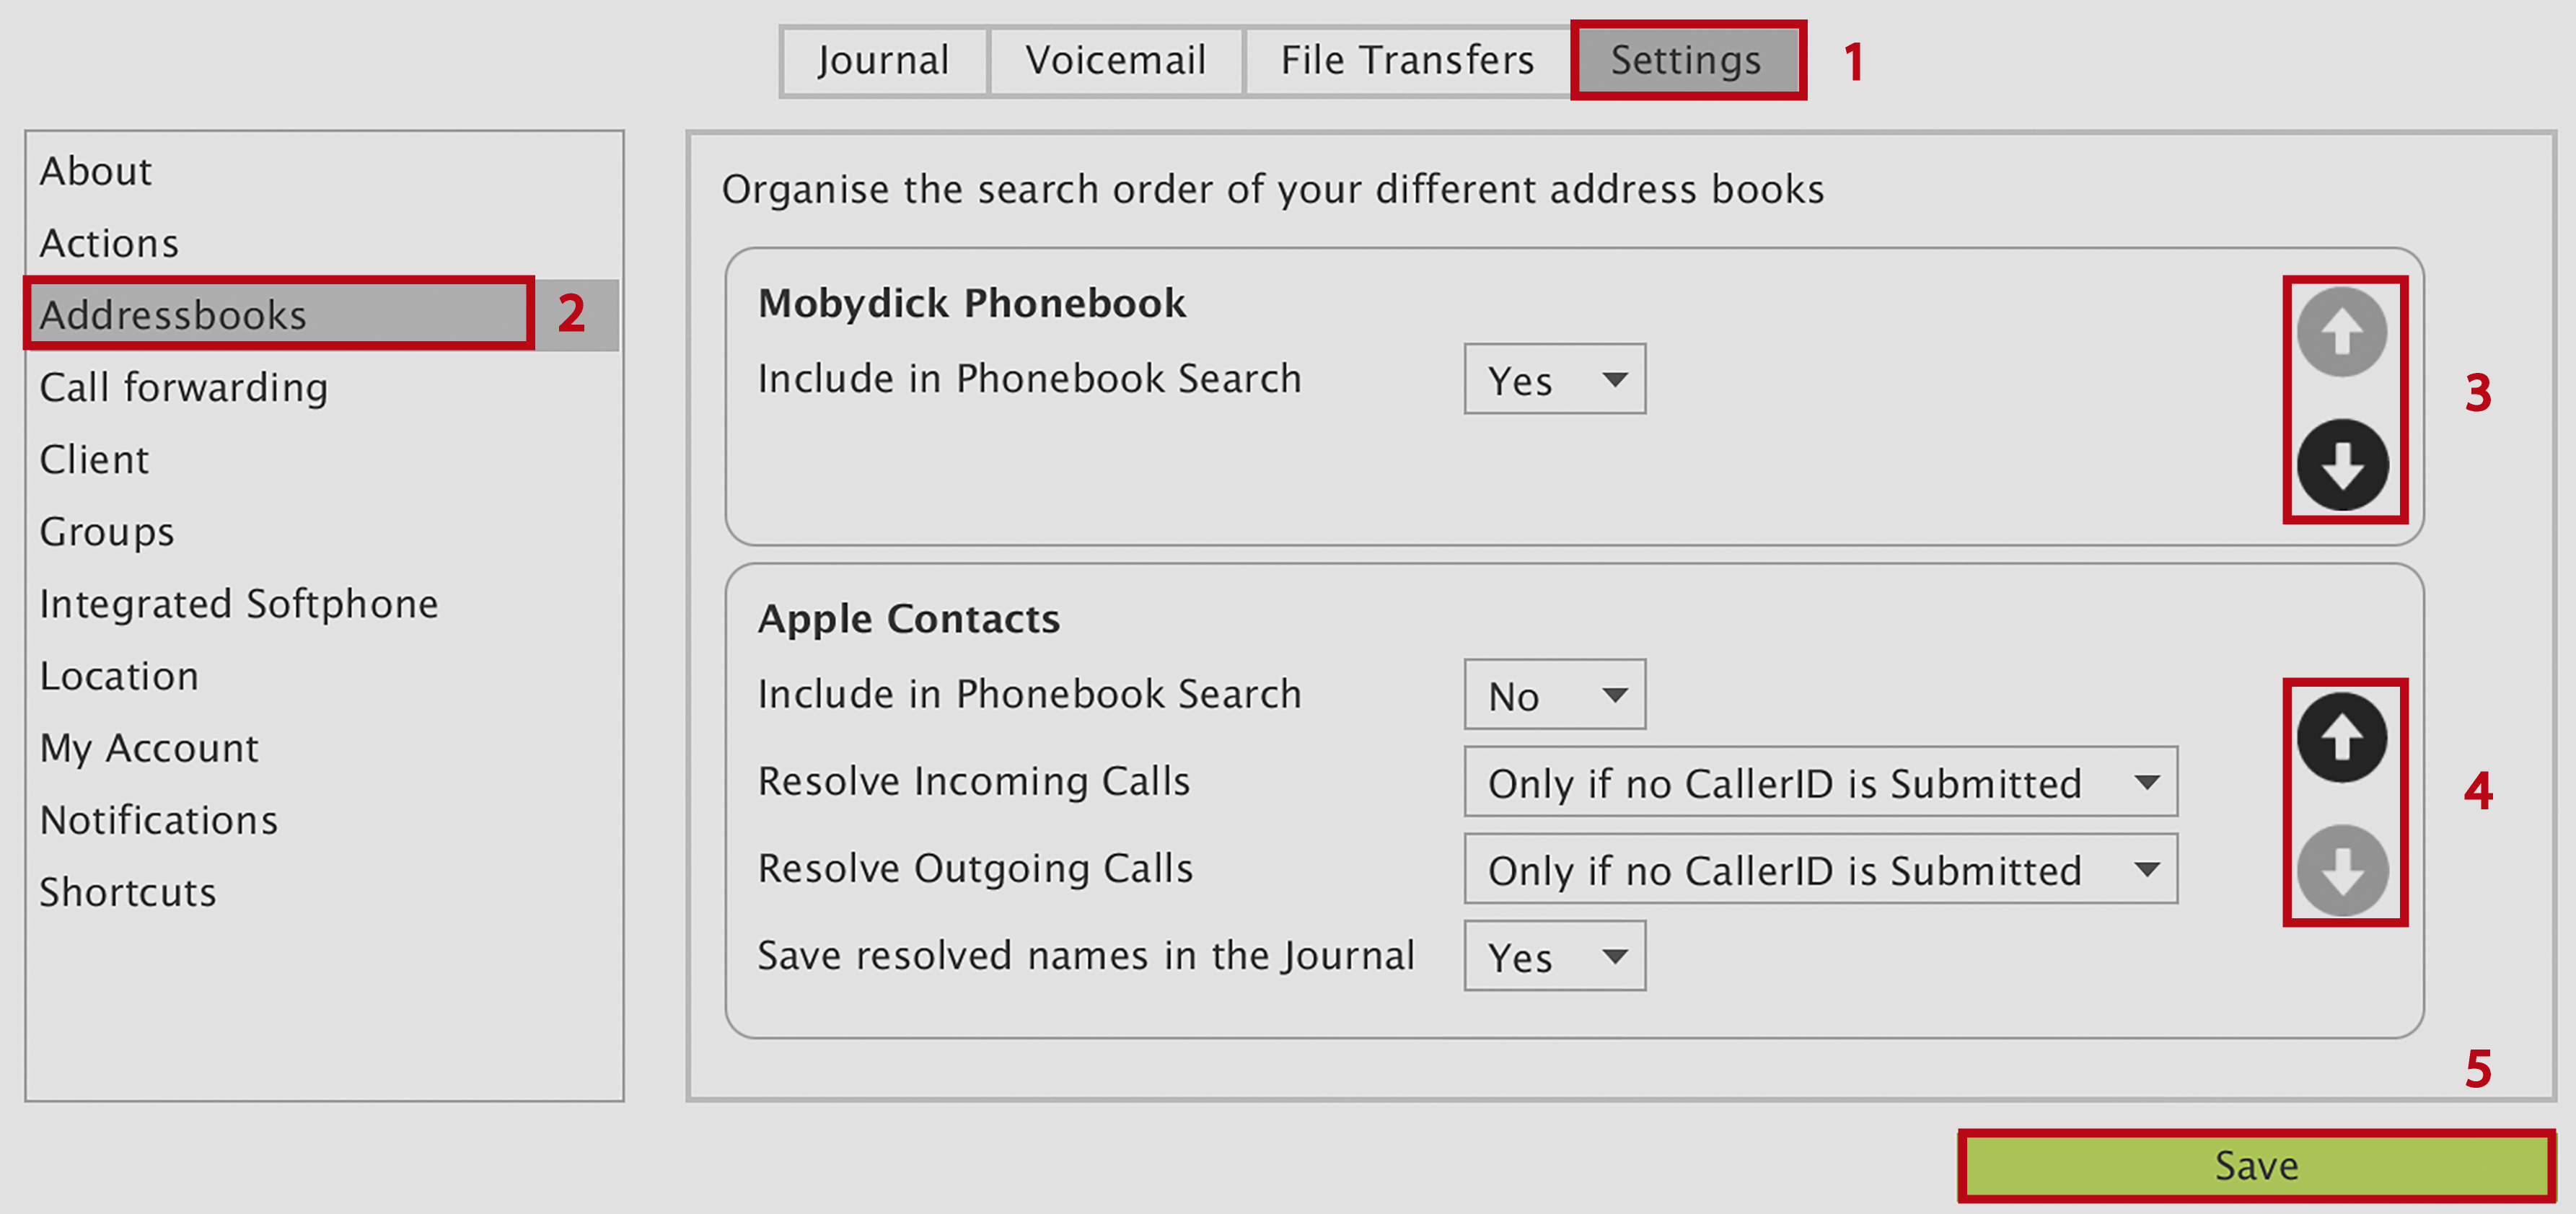 Journal Voicemail File Transfers Settings 1
About
Actions
Addressbooks 2
Call forwarding
Client
Groups
Integrated Softphone
Location
My Account
Notifications
Shortcuts
Organise the search order of your different address books
Mobydick Phonebook
Include in Phonebook Search Yes
3
Apple Contacts
Include in Phonebook Search No
Resolve Incoming Calls Only if no CallerID is Submitted
4
Resolve Outgoing Calls Only if no CallerID is Submitted
Save resolved names in the Journal Yes
5
Save